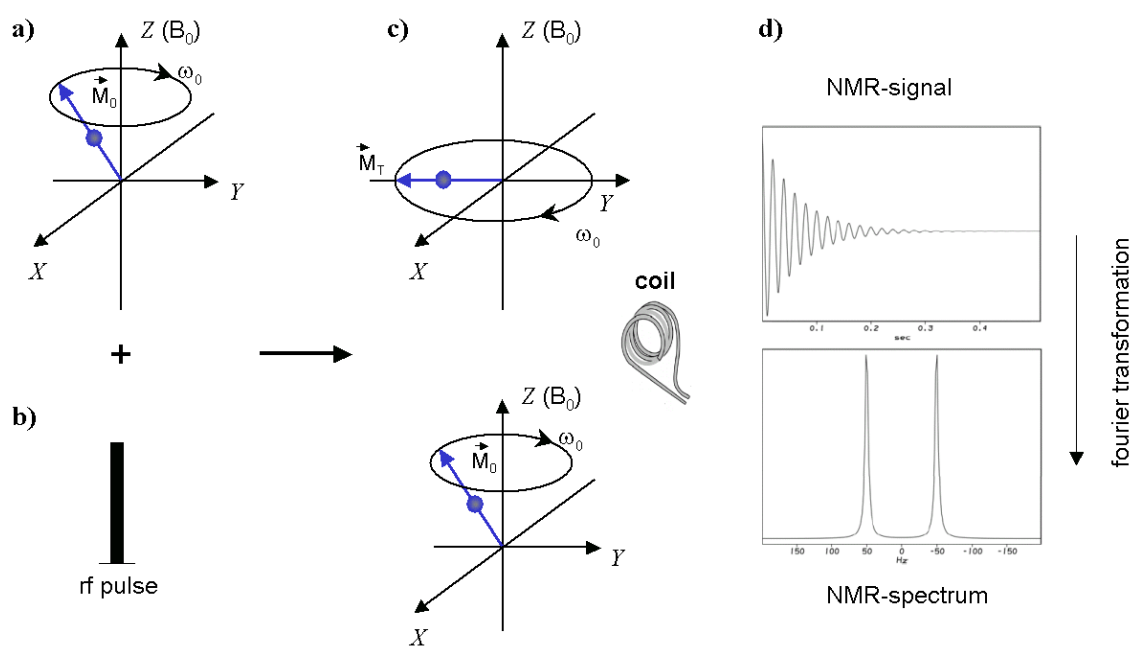 a)
Z (B₀)
ω₀
M₀
Y
X
+
b)
rf pulse
c)
Z (B₀)
M_T
Y
ω₀
X
coil
Z (B₀)
ω₀
M₀
Y
X
d)
NMR-signal
0.1 0.2 0.3 0.4
sec
fourier transformation
150 100 50 0 -50 -100 -150
Hz
NMR-spectrum